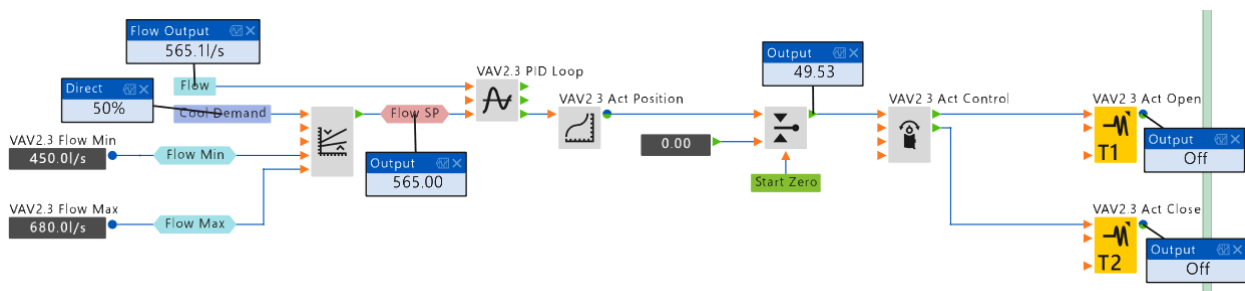 Flow Output
565.1l/s
Flow
Direct
50%
Cool Demand
VAV2.3 Flow Min
450.0l/s
Flow Min
VAV2.3 Flow Max
680.0l/s
Flow Max
Flow SP
Output
565.00
VAV2.3 PID Loop
VAV2 3 Act Position
0.00
Output
49.53
Start Zero
VAV2 3 Act Control
VAV2 3 Act Open
T1
Output
Off
VAV2 3 Act Close
T2
Output
Off